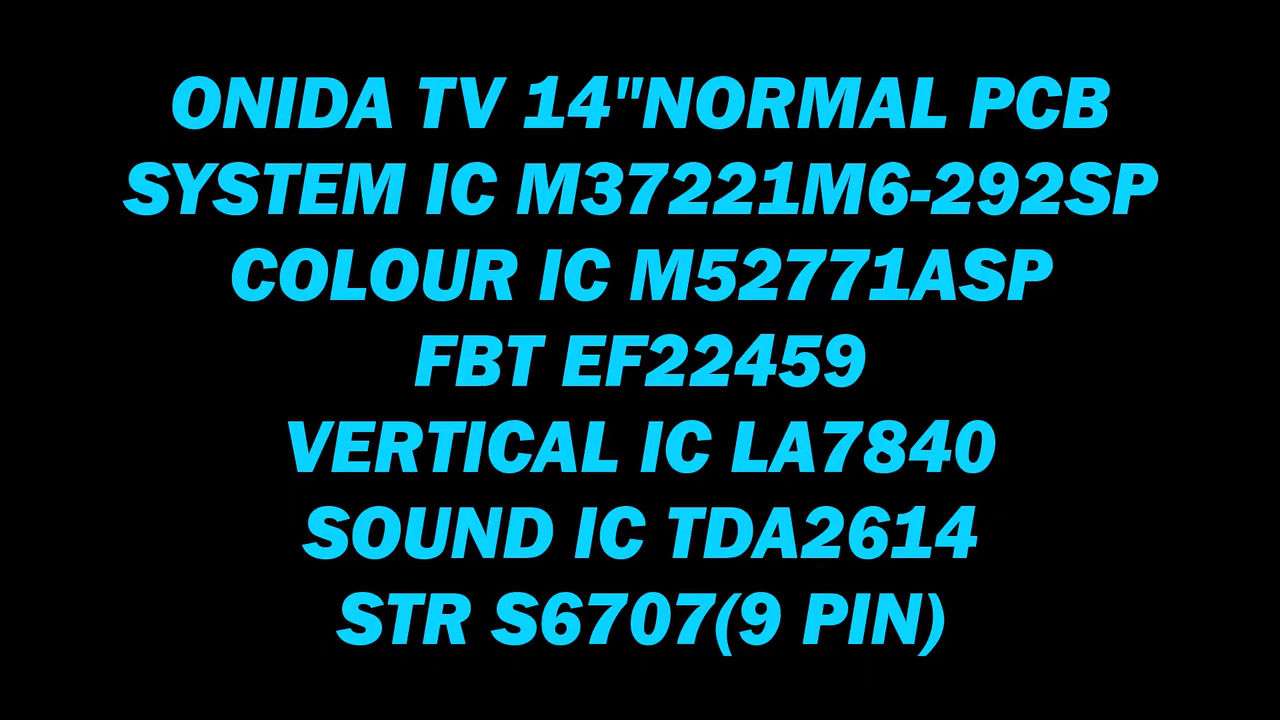 ONIDA TV 14"NORMAL PCB
SYSTEM IC M37221M6-292SP
COLOUR IC M52771ASP
FBT EF22459
VERTICAL IC LA7840
SOUND IC TDA2614
STR S6707(9 PIN)